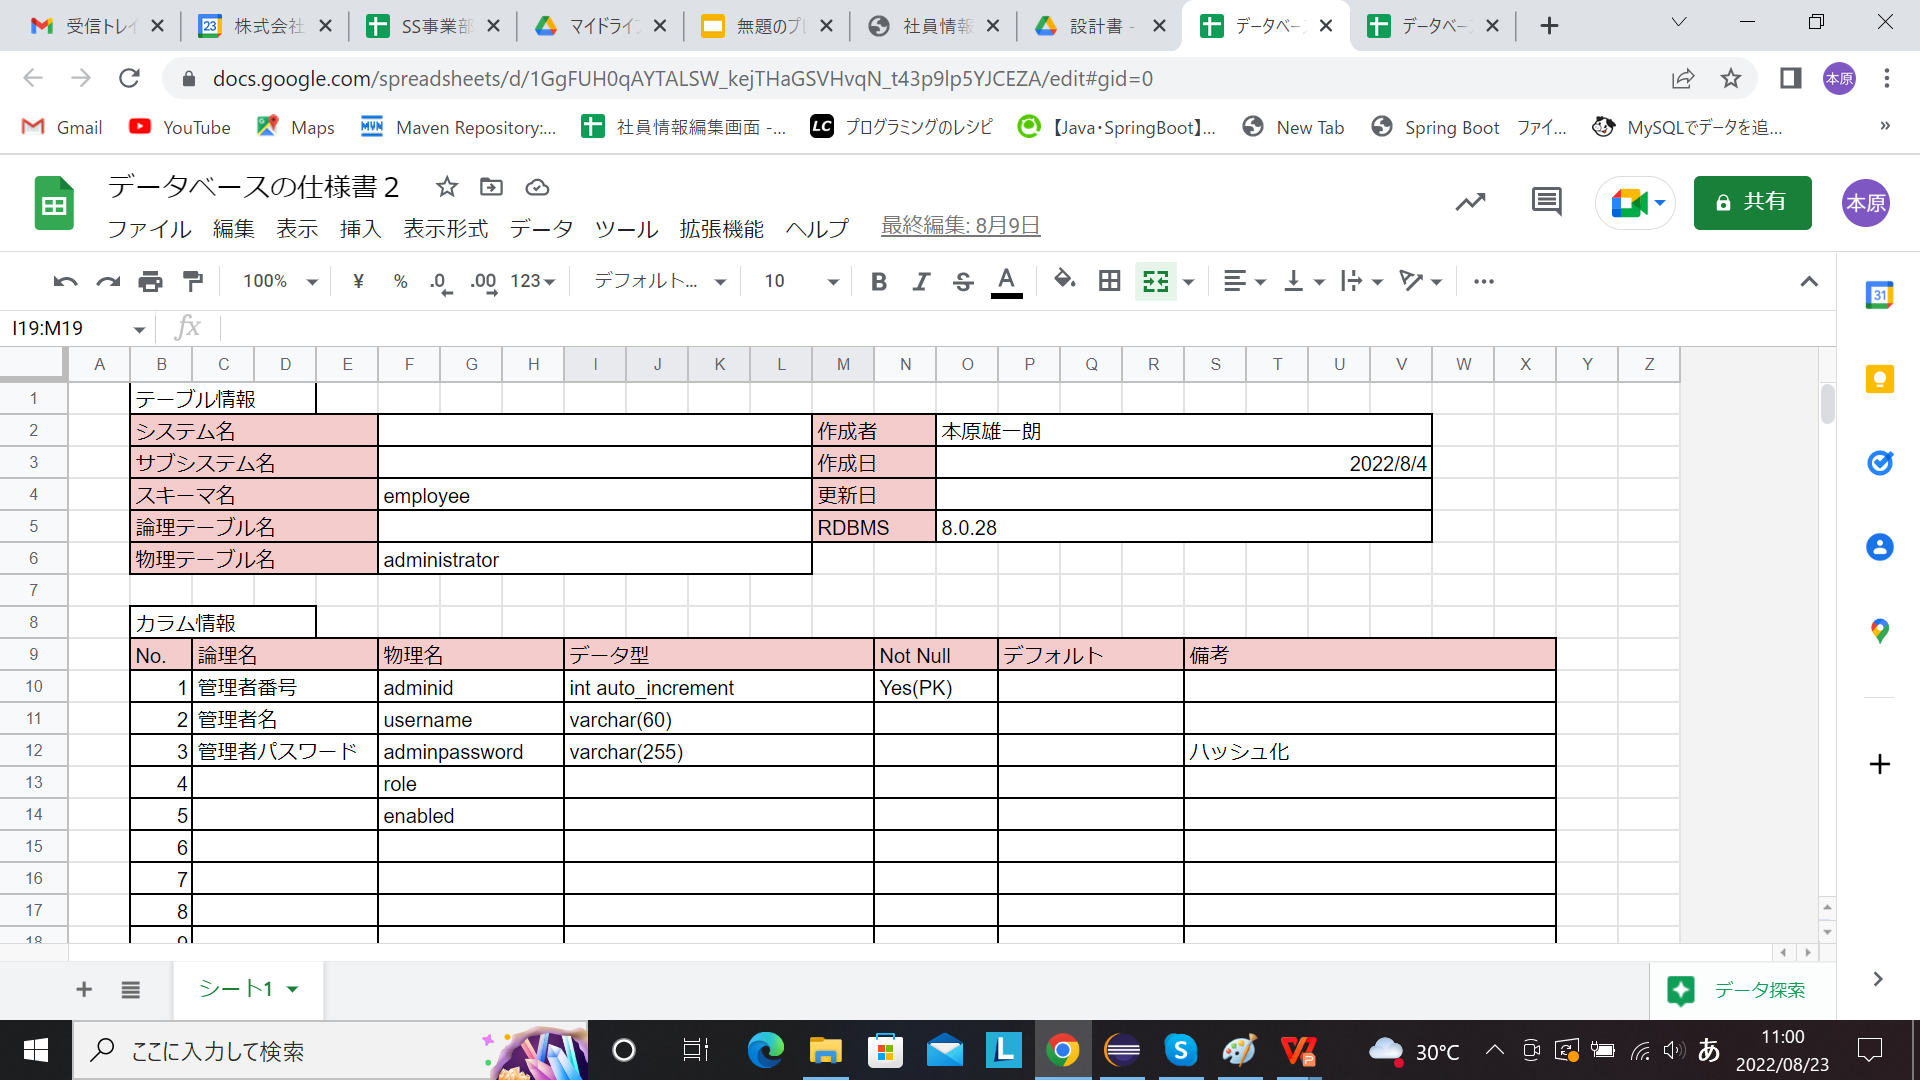 受信トレイ
株式会社
SS事業部
マイドライブ
無題のプレ
社員情報
設計書 -
データベース
データベース
docs.google.com/spreadsheets/d/1GgFUH0qAYTALSW_kejTHaGSVHvqN_t43p9lp5YJCEZA/edit#gid=0
本原
Gmail
YouTube
Maps
Maven Repository:...
社員情報編集画面 -...
プログラミングのレシピ
【Java・SpringBoot】...
New Tab
Spring Boot ファイ...
MySQLでデータを追...
»
データベースの仕様書２
ファイル 編集 表示 挿入 表示形式 データ ツール 拡張機能 ヘルプ
最終編集: 8月9日
共有
本原
100% ¥ % .0 .00 123 デフォルト... 10 B I S A
31
I19:M19 fx
A B C D E F G H I J K L M N O P Q R S T U V W X Y Z
1 テーブル情報
2 システム名 作成者 本原雄一朗
3 サブシステム名 作成日 2022/8/4
4 スキーマ名 employee 更新日
5 論理テーブル名 RDBMS 8.0.28
6 物理テーブル名 administrator
7
8 カラム情報
9 No. 論理名 物理名 データ型 Not Null デフォルト 備考
10 1 管理者番号 adminid int auto_increment Yes(PK)
11 2 管理者名 username varchar(60)
12 3 管理者パスワード adminpassword varchar(255) ハッシュ化
13 4 role
14 5 enabled
15 6
16 7
17 8
18 9
シート1
データ探索
ここに入力して検索
30°C
あ
11:00
2022/08/23